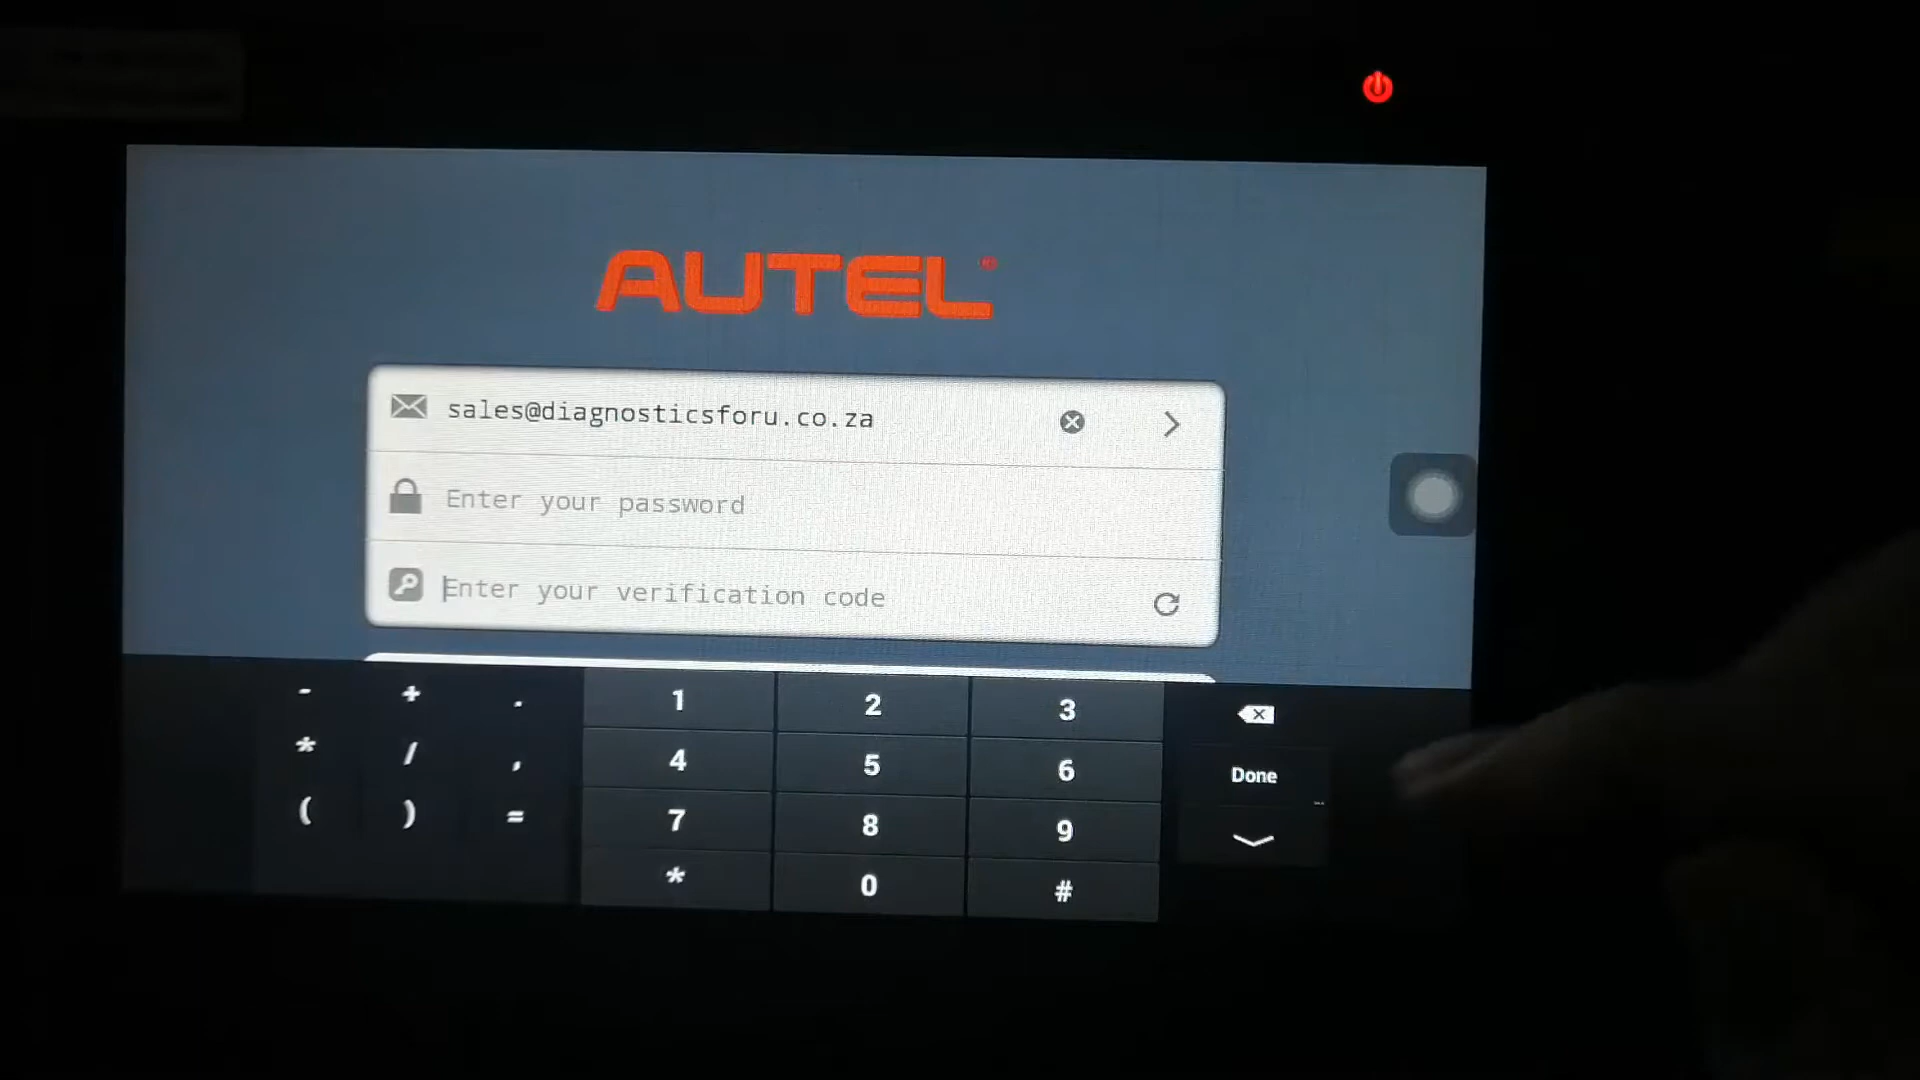 AUTEL
sales@diagnosticsforu.co.za
Enter your password
Enter your verification code
- + . 1 2 3
* / , 4 5 6 Done
( ) = 7 8 9
* 0 #